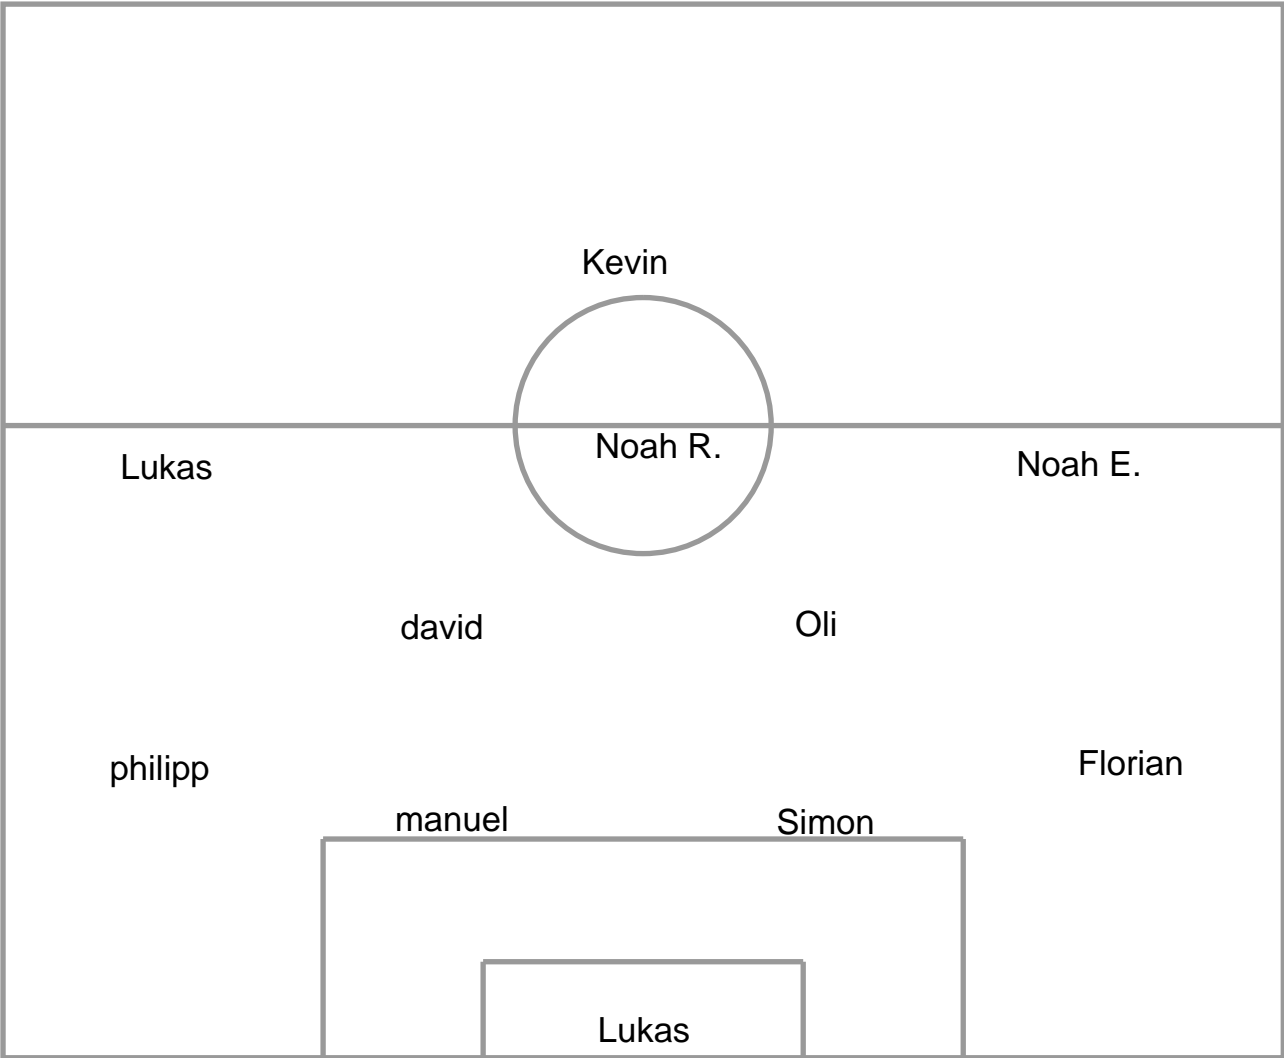 Kevin
Noah R.
Lukas
Noah E.
david
Oli
philipp
Florian
manuel
Simon
Lukas